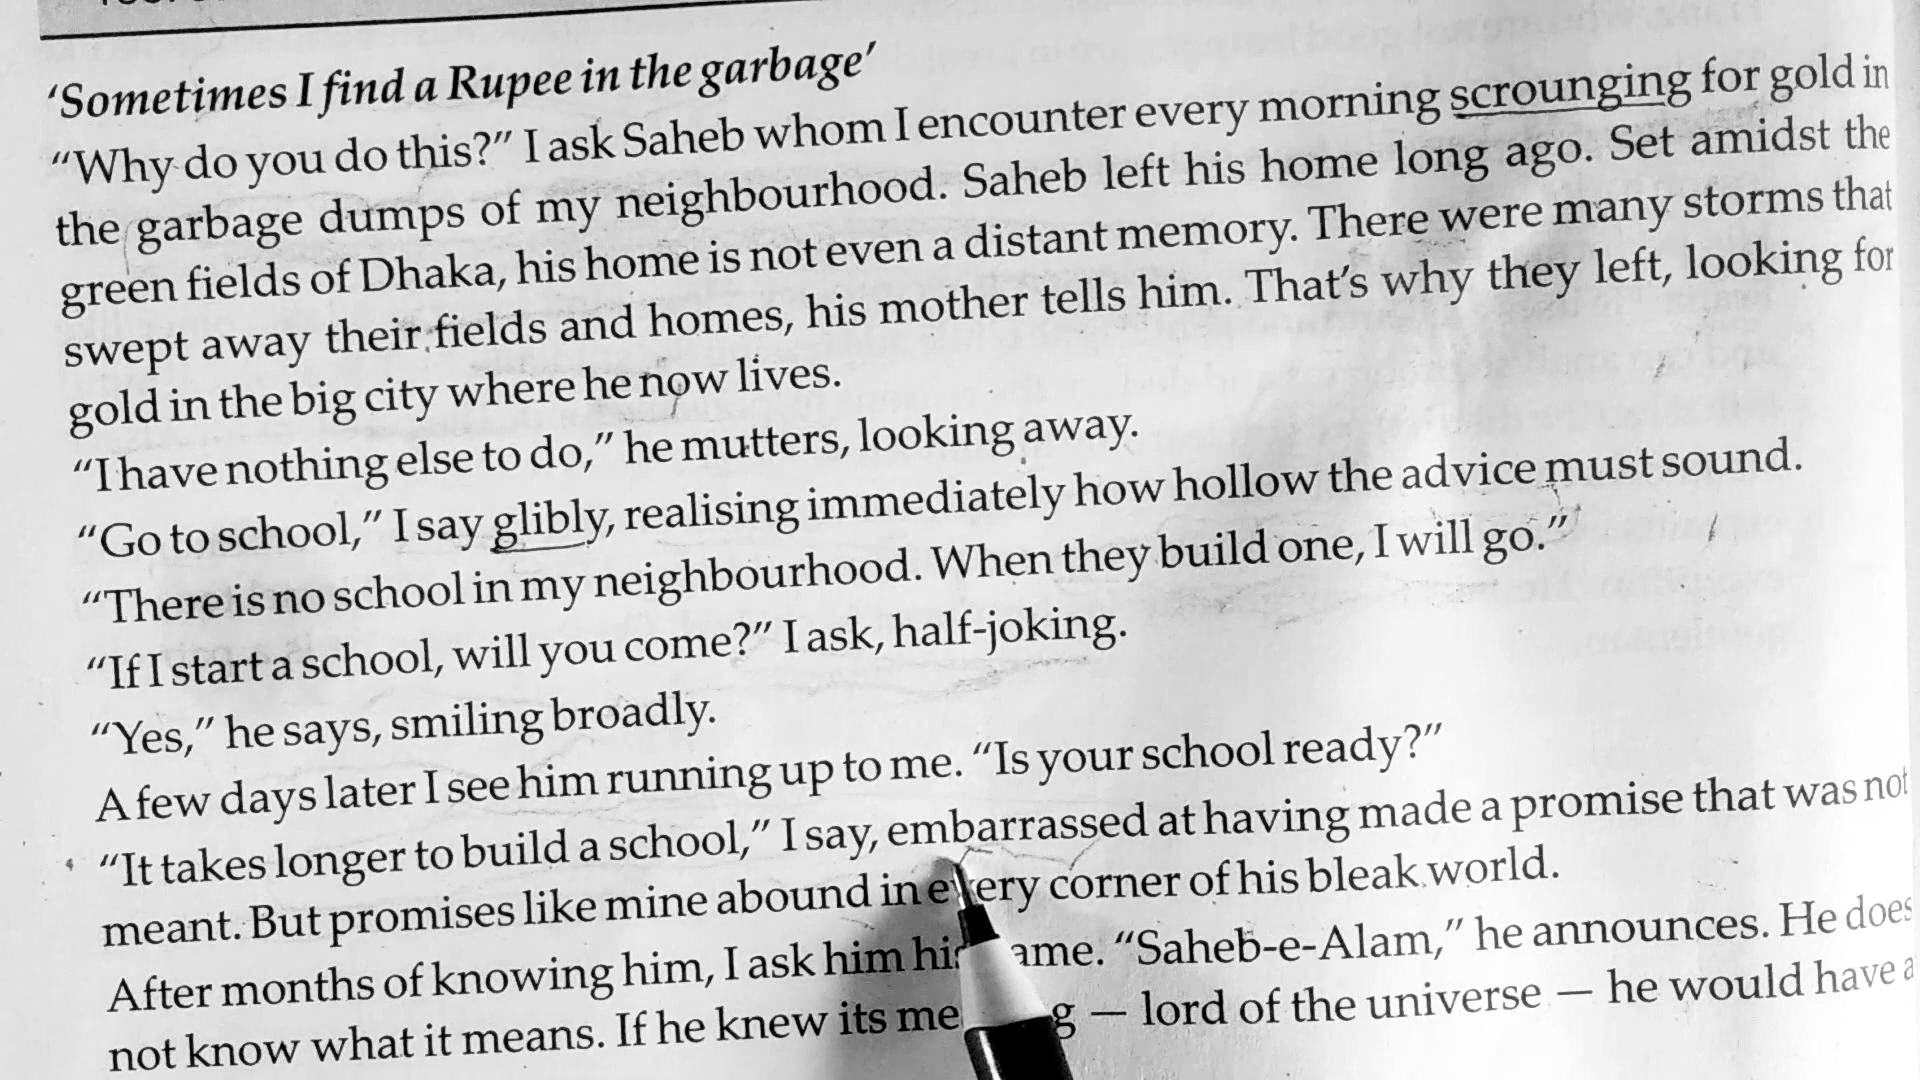 ‘Sometimes I find a Rupee in the garbage’
“Why do you do this?” I ask Saheb whom I encounter every morning scrounging for gold in
the garbage dumps of my neighbourhood. Saheb left his home long ago. Set amidst the
green fields of Dhaka, his home is not even a distant memory. There were many storms that
swept away their fields and homes, his mother tells him. That’s why they left, looking for
gold in the big city where he now lives.
“I have nothing else to do,” he mutters, looking away.
“Go to school,” I say glibly, realising immediately how hollow the advice must sound.
“There is no school in my neighbourhood. When they build one, I will go.”
“If I start a school, will you come?” I ask, half-joking.
“Yes,” he says, smiling broadly.
A few days later I see him running up to me. “Is your school ready?”
“It takes longer to build a school,” I say, embarrassed at having made a promise that was not
meant. But promises like mine abound in every corner of his bleak world.
After months of knowing him, I ask him “Saheb-e-Alam,” he announces. He does
not know what it means. If he knew its — lord of the universe — he would have a